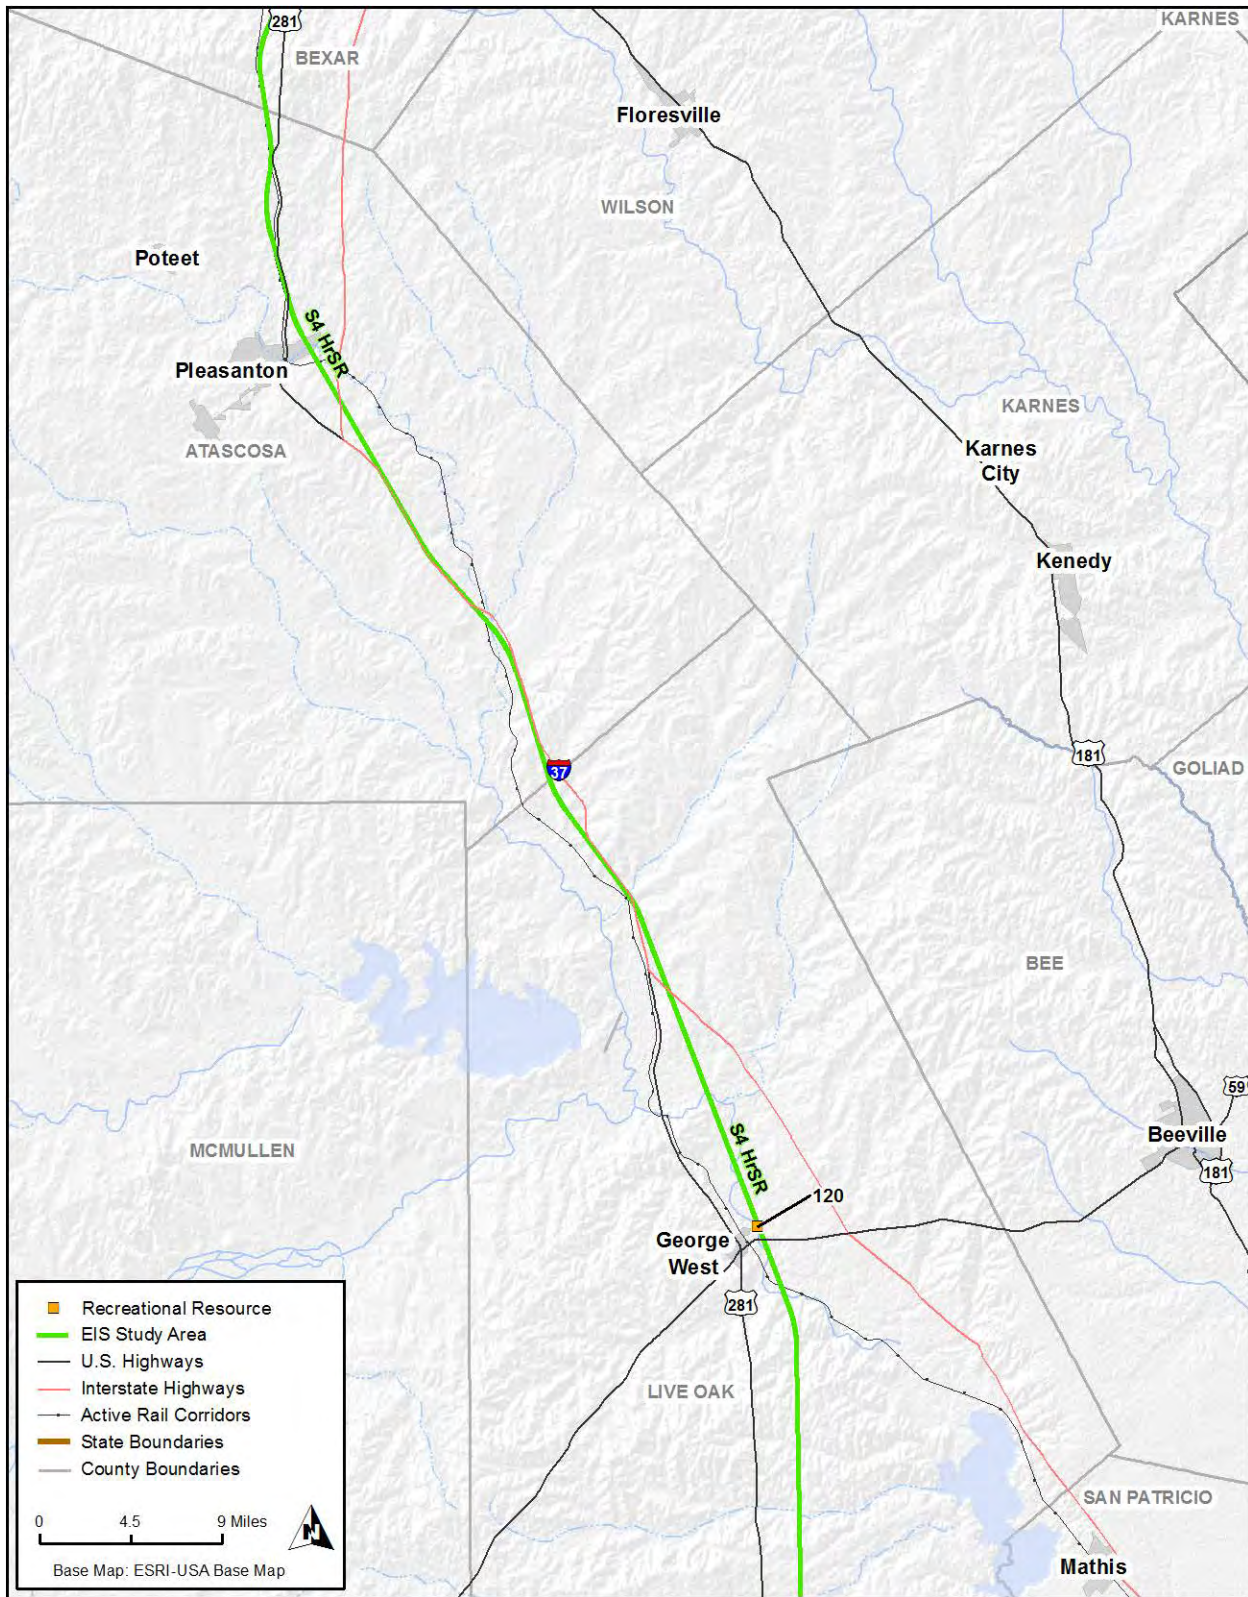 281
BEXAR
KARNES
Floresville
WILSON
Poteet
S4 HrSR
Pleasanton
ATASCOSA
KARNES
Karnes
City
Kenedy
181
GOLIAD
37
BEE
59
Beeville
181
MCMULLEN
S4 HrSR
120
George
West
281
LIVE OAK
SAN PATRICIO
Mathis
Recreational Resource
EIS Study Area
U.S. Highways
Interstate Highways
Active Rail Corridors
State Boundaries
County Boundaries
0 4.5 9 Miles
N
Base Map: ESRI-USA Base Map